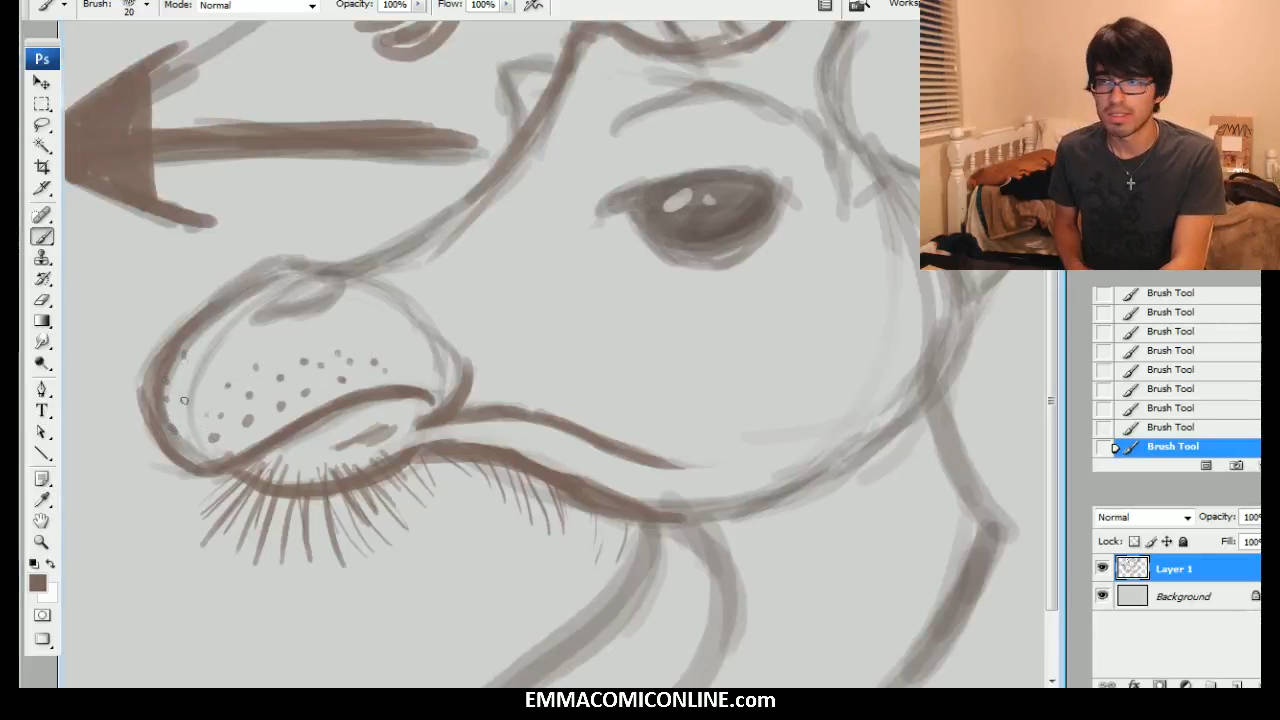 Brush: 20 Mode: Normal Opacity: 100% Flow: 100% Works
Ps
T
Brush Tool
Brush Tool
Brush Tool
Brush Tool
Brush Tool
Brush Tool
Brush Tool
Brush Tool
Brush Tool
Normal Opacity: 100%
Lock: Fill: 100%
Layer 1
Background
EMMACOMICONLINE.com